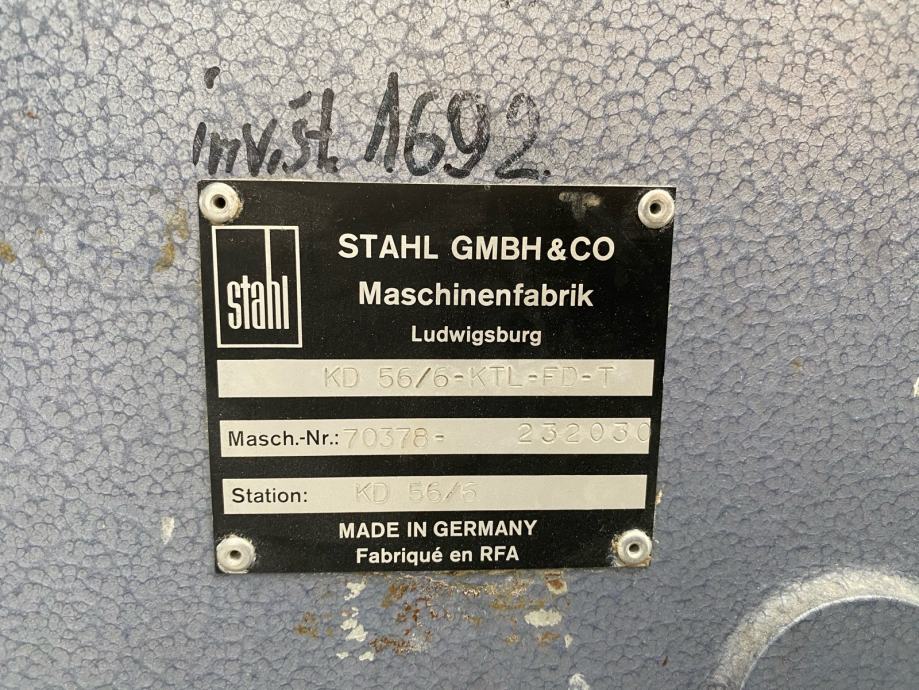 inv.št. 1692.
stahl
STAHL GMBH & CO
Maschinenfabrik
Ludwigsburg
KD 56/6-KTL-FD-T
Masch.-Nr.: 70378- 232030
Station: KD 56/6
MADE IN GERMANY
Fabriqué en RFA